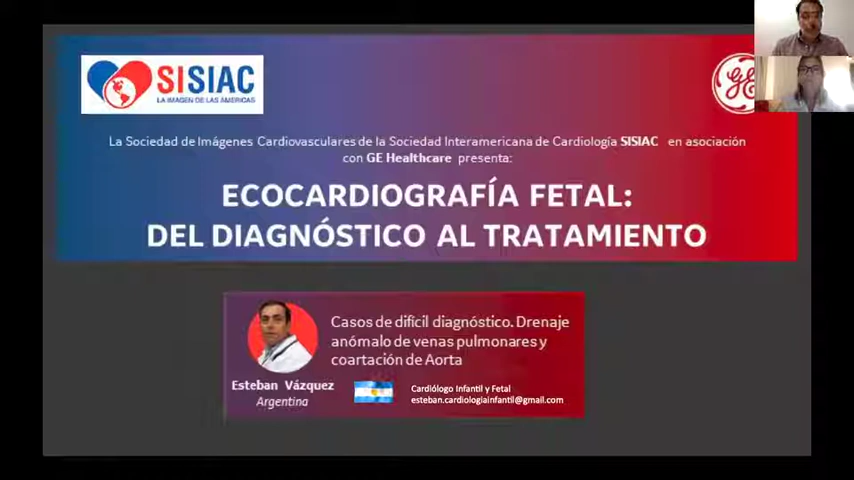 SISIAC
LA IMAGEN DE LAS AMERICAS
GE
La Sociedad de Imágenes Cardiovasculares de la Sociedad Interamericana de Cardiología SISIAC en asociación
con GE Healthcare presenta:
ECOCARDIOGRAFÍA FETAL:
DEL DIAGNÓSTICO AL TRATAMIENTO
Casos de difícil diagnóstico. Drenaje
anómalo de venas pulmonares y
coartación de Aorta
Esteban Vázquez
Argentina
Cardiólogo Infantil y Fetal
esteban.cardiologiainfantil@gmail.com